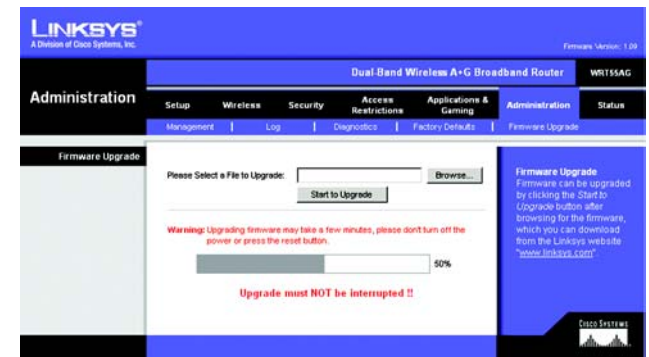 LINKSYS®
A Division of Cisco Systems, Inc.
Firmware Version: 1.09
Dual-Band Wireless A+G Broadband Router WRT55AG
Administration
Setup Wireless Security Access Restrictions Applications & Gaming Administration Status
Management | Log | Diagnostics | Factory Defaults | Firmware Upgrade
Firmware Upgrade
Please Select a File to Upgrade: Browse...
Start to Upgrade
Warning: Upgrading firmware may take a few minutes, please don't turn off the
power or press the reset button.
50%
Upgrade must NOT be interrupted !!
Firmware Upgrade
Firmware can be upgraded
by clicking the Start to
Upgrade button after
browsing for the firmware,
which you can download
from the Linksys website
"www.linksys.com".
CISCO SYSTEMS